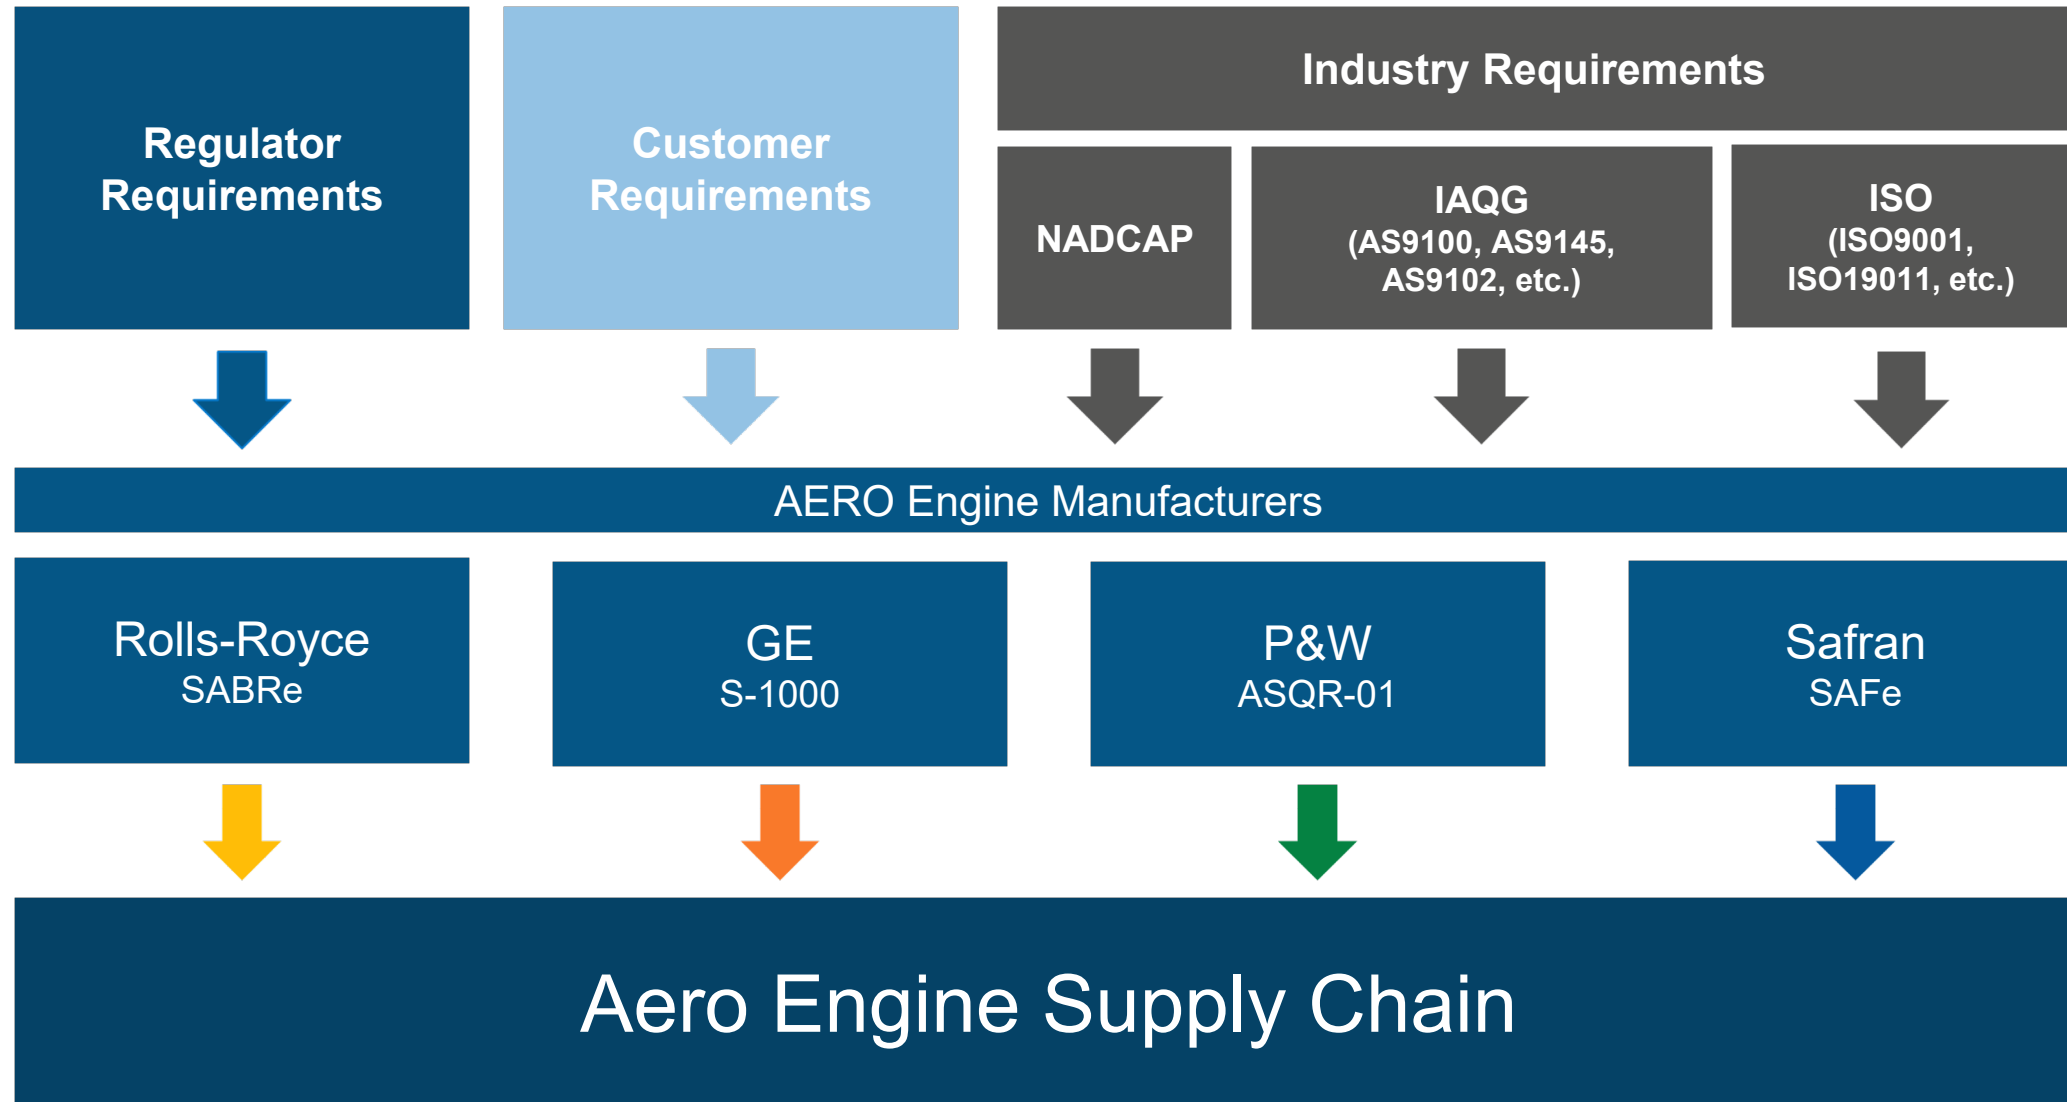 Regulator
Requirements
Customer
Requirements
Industry Requirements
NADCAP
IAQG
(AS9100, AS9145,
AS9102, etc.)
ISO
(ISO9001,
ISO19011, etc.)
AERO Engine Manufacturers
Rolls-Royce
SABRe
GE
S-1000
P&W
ASQR-01
Safran
SAFe
Aero Engine Supply Chain